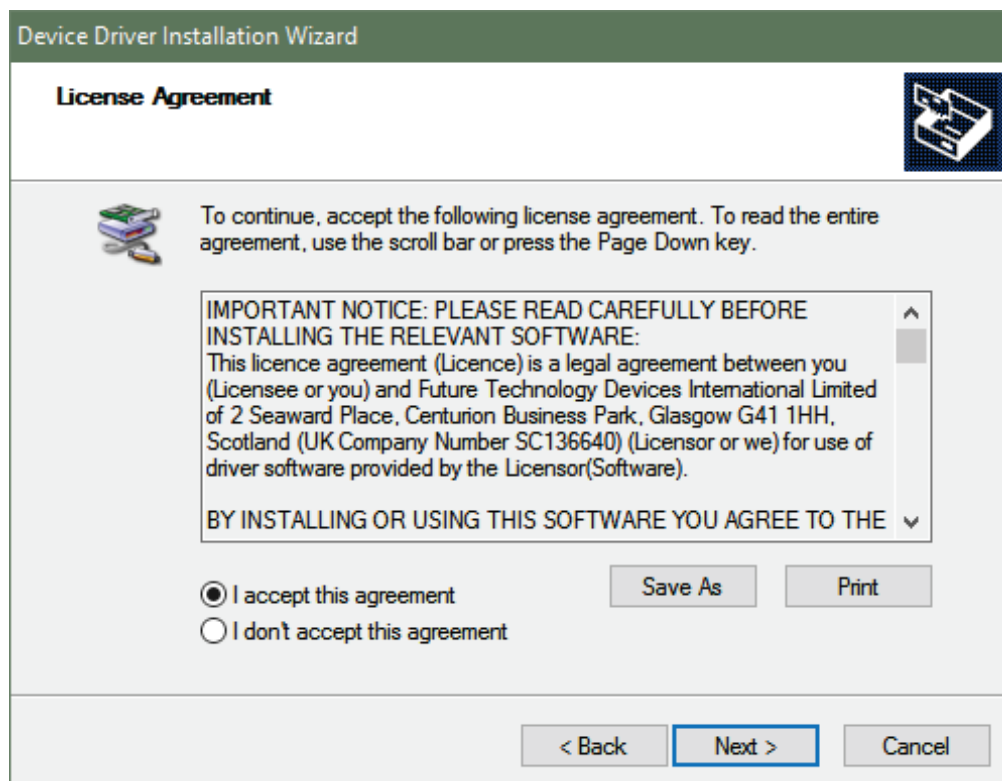 Device Driver Installation Wizard
License Agreement
To continue, accept the following license agreement. To read the entire
agreement, use the scroll bar or press the Page Down key.
IMPORTANT NOTICE: PLEASE READ CAREFULLY BEFORE
INSTALLING THE RELEVANT SOFTWARE:
This licence agreement (Licence) is a legal agreement between you
(Licensee or you) and Future Technology Devices International Limited
of 2 Seaward Place, Centurion Business Park, Glasgow G41 1HH,
Scotland (UK Company Number SC136640) (Licensor or we) for use of
driver software provided by the Licensor(Software).
BY INSTALLING OR USING THIS SOFTWARE YOU AGREE TO THE
I accept this agreement
Save As
Print
I don't accept this agreement
< Back
Next >
Cancel